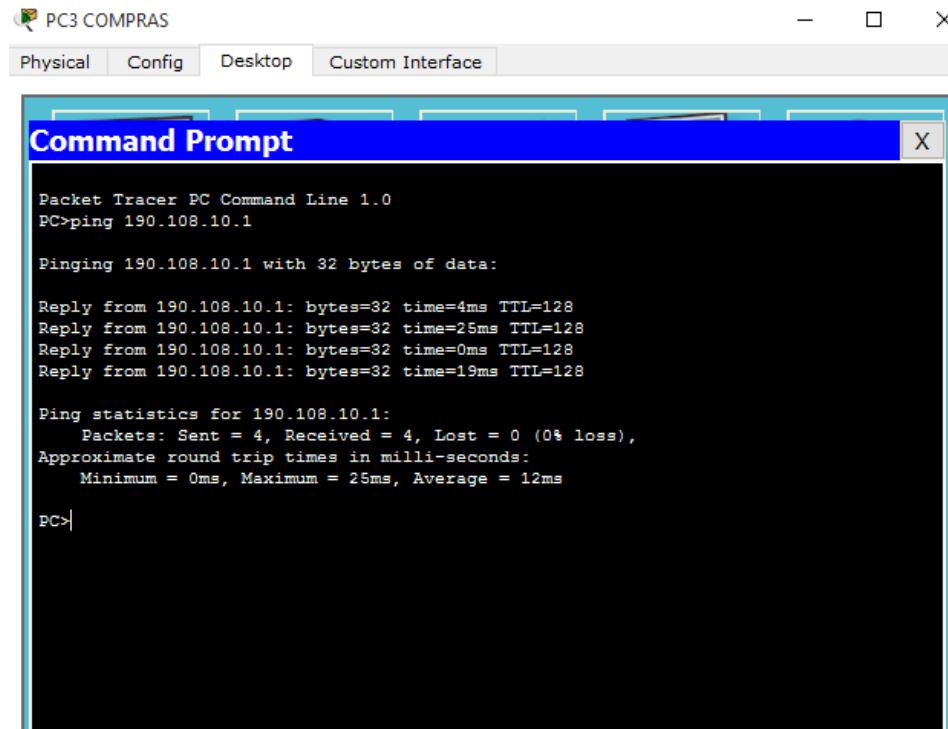 PC3 COMPRAS
Physical Config Desktop Custom Interface
Command Prompt X
Packet Tracer PC Command Line 1.0
PC>ping 190.108.10.1
Pinging 190.108.10.1 with 32 bytes of data:
Reply from 190.108.10.1: bytes=32 time=4ms TTL=128
Reply from 190.108.10.1: bytes=32 time=25ms TTL=128
Reply from 190.108.10.1: bytes=32 time=0ms TTL=128
Reply from 190.108.10.1: bytes=32 time=19ms TTL=128
Ping statistics for 190.108.10.1:
Packets: Sent = 4, Received = 4, Lost = 0 (0% loss),
Approximate round trip times in milli-seconds:
Minimum = 0ms, Maximum = 25ms, Average = 12ms
PC>